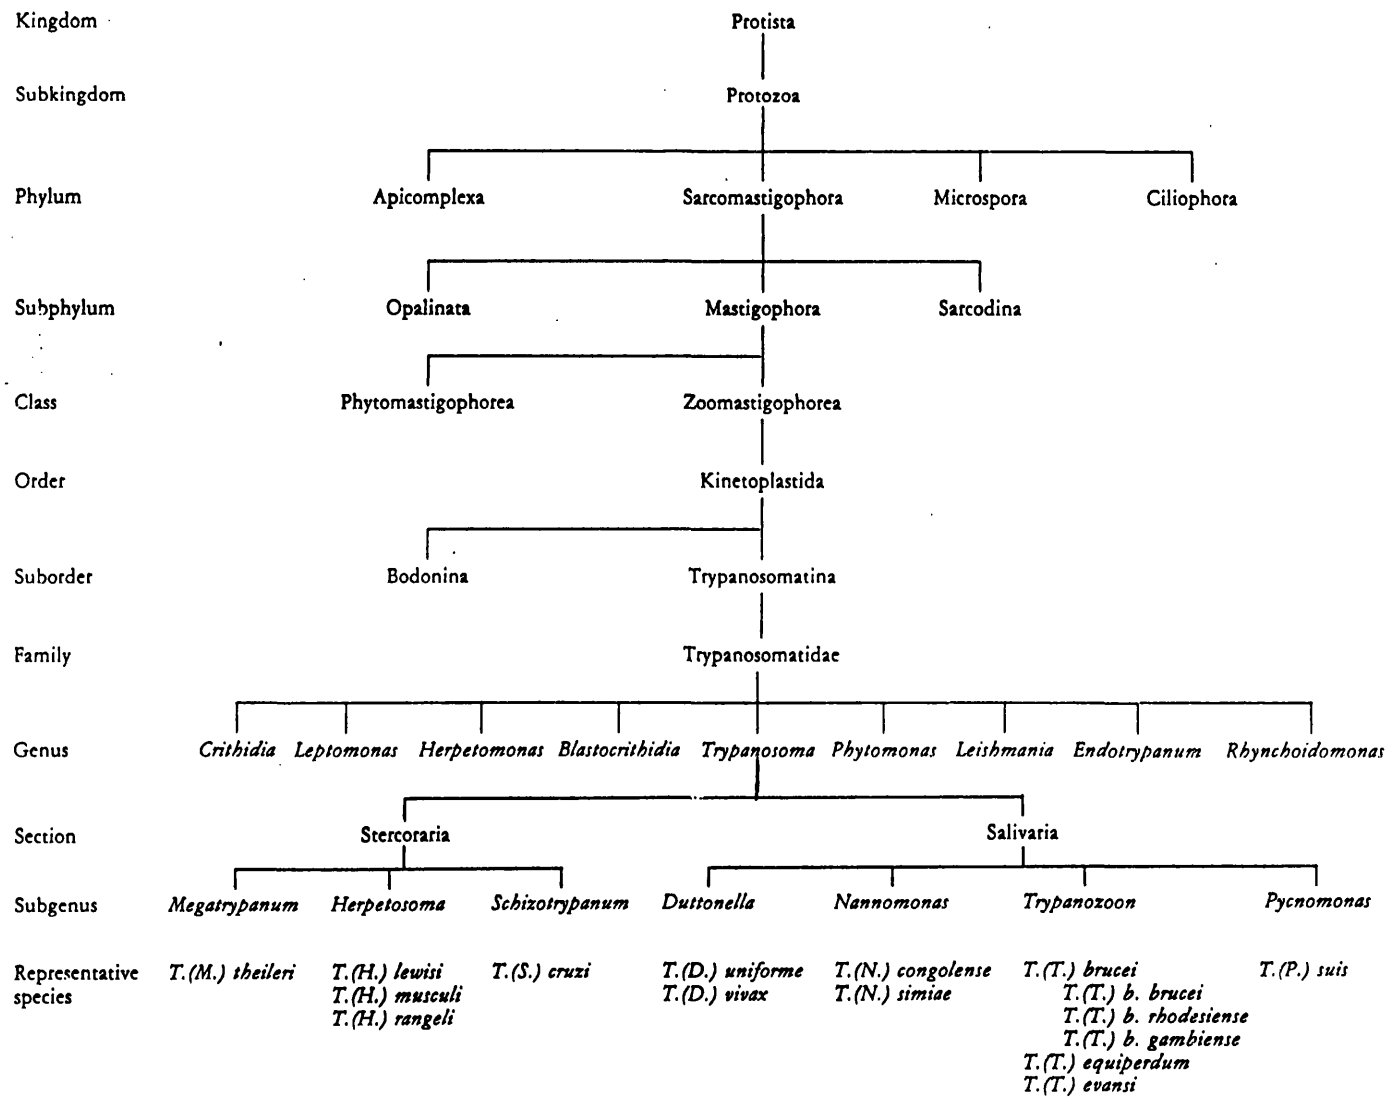 Kingdom Protista
Subkingdom Protozoa
Phylum Apicomplexa Sarcomastigophora Microspora Ciliophora
Subphylum Opalinata Mastigophora Sarcodina
Class Phytomastigophorea Zoomastigophorea
Order Kinetoplastida
Suborder Bodonina Trypanosomatina
Family Trypanosomatidae
Genus Crithidia Leptomonas Herpetomonas Blastocrithidia Trypanosoma Phytomonas Leishmania Endotrypanum Rhynchoidomonas
Section Stercoraria Salivaria
Subgenus Megatrypanum Herpetosoma Schizotrypanum Duttonella Nannomonas Trypanozoon Pycnomonas
Representative T.(M.) theileri T.(H.) lewisi T.(S.) cruzi T.(D.) uniforme T.(N.) congolense T.(T.) brucei T.(P.) suis
species T.(H.) musculi T.(D.) vivax T.(N.) simiae T.(T.) b. brucei
T.(H.) rangeli T.(T.) b. rhodesiense
T.(T.) b. gambiense
T.(T.) equiperdum
T.(T.) evansi